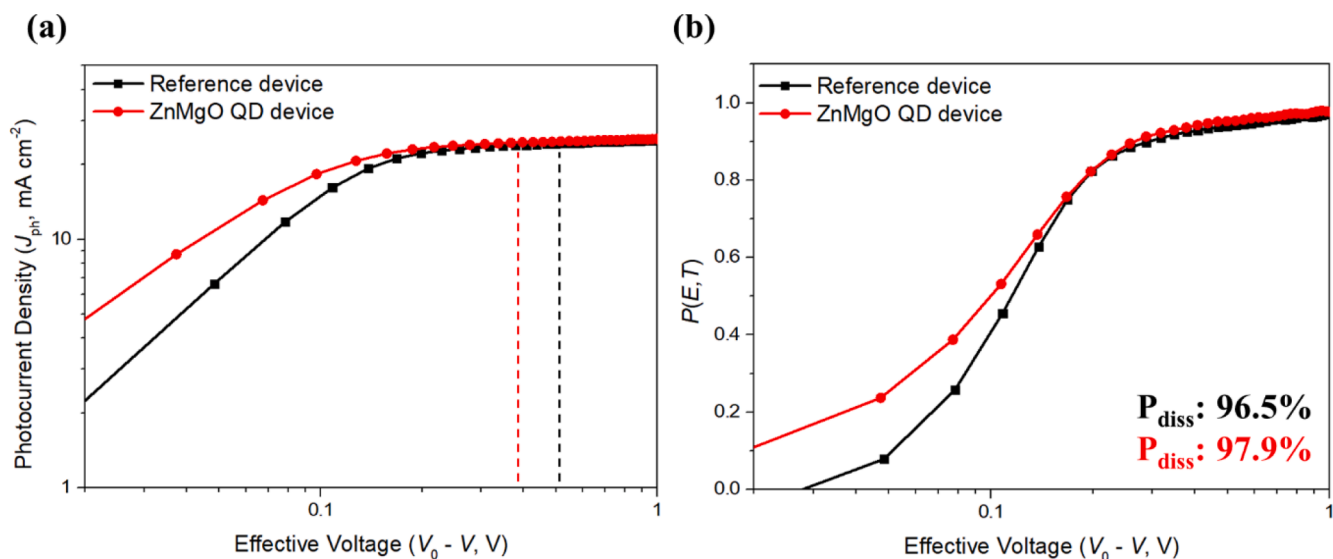 (a)
Reference device
ZnMgO QD device
Photocurrent Density (Jph, mA cm-2)
10
1
0.1
1
Effective Voltage (V0 - V, V)
(b)
Reference device
ZnMgO QD device
P(E,T)
1.0
0.8
0.6
0.4
0.2
0.0
Pdiss: 96.5%
Pdiss: 97.9%
0.1
1
Effective Voltage (V0 - V, V)